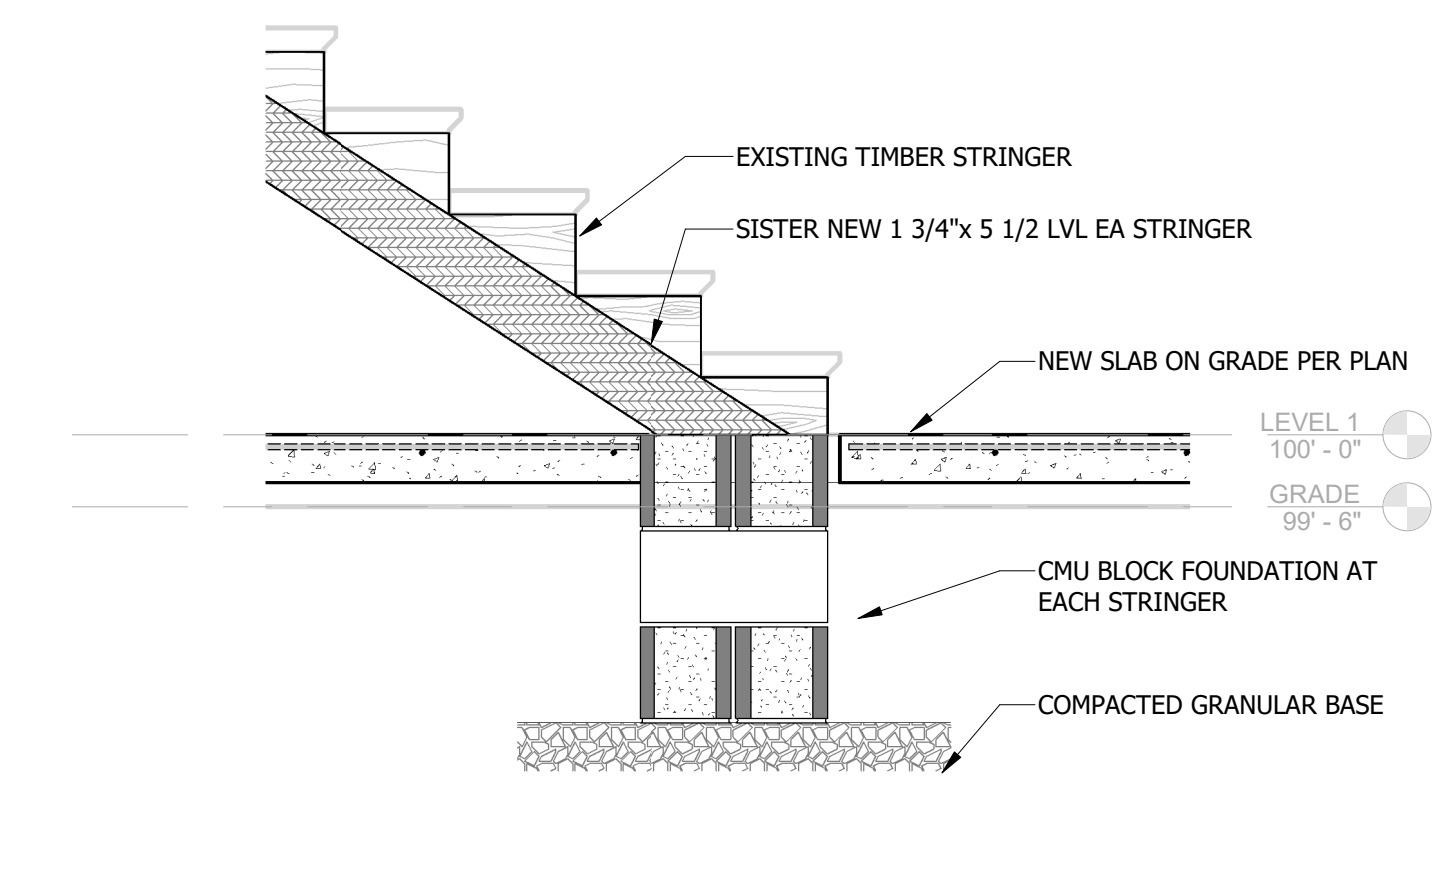 EXISTING TIMBER STRINGER
SISTER NEW 1 3/4"x 5 1/2 LVL EA STRINGER
NEW SLAB ON GRADE PER PLAN
LEVEL 1
100' - 0"
GRADE
99' - 6"
CMU BLOCK FOUNDATION AT
EACH STRINGER
COMPACTED GRANULAR BASE